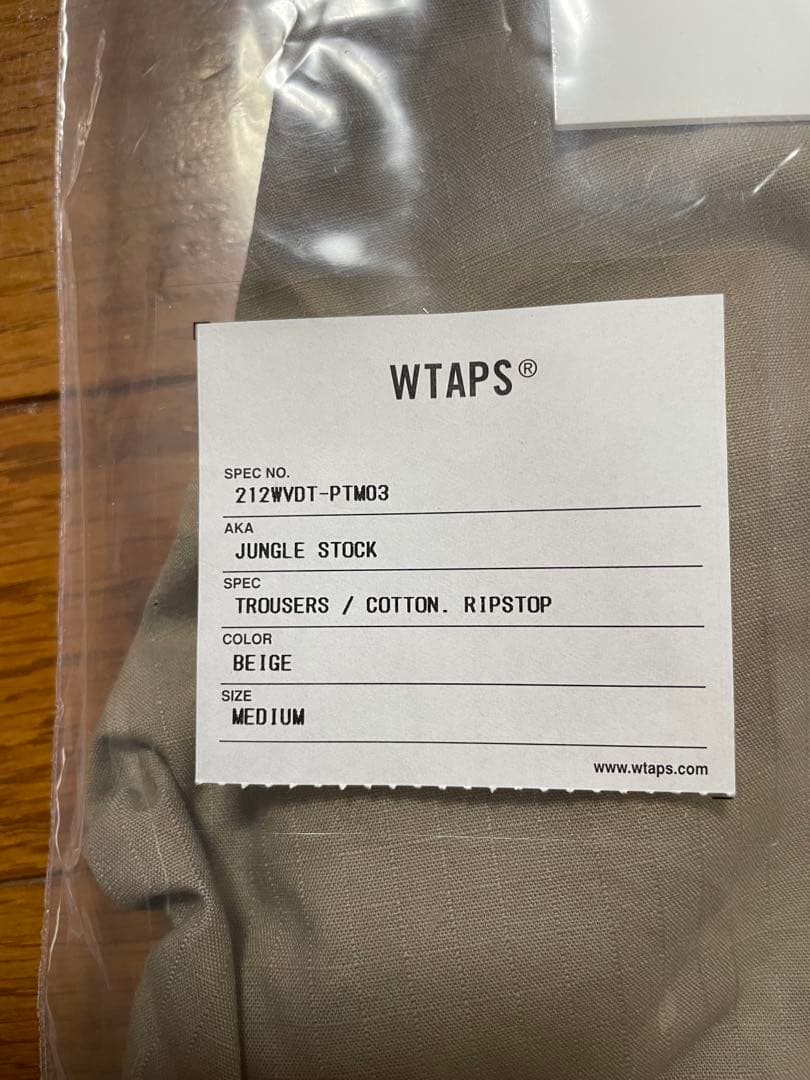 WTAPS®
SPEC NO.
212WVDT-PTM03
AKA
JUNGLE STOCK
SPEC
TROUSERS / COTTON. RIPSTOP
COLOR
BEIGE
SIZE
MEDIUM
www.wtaps.com